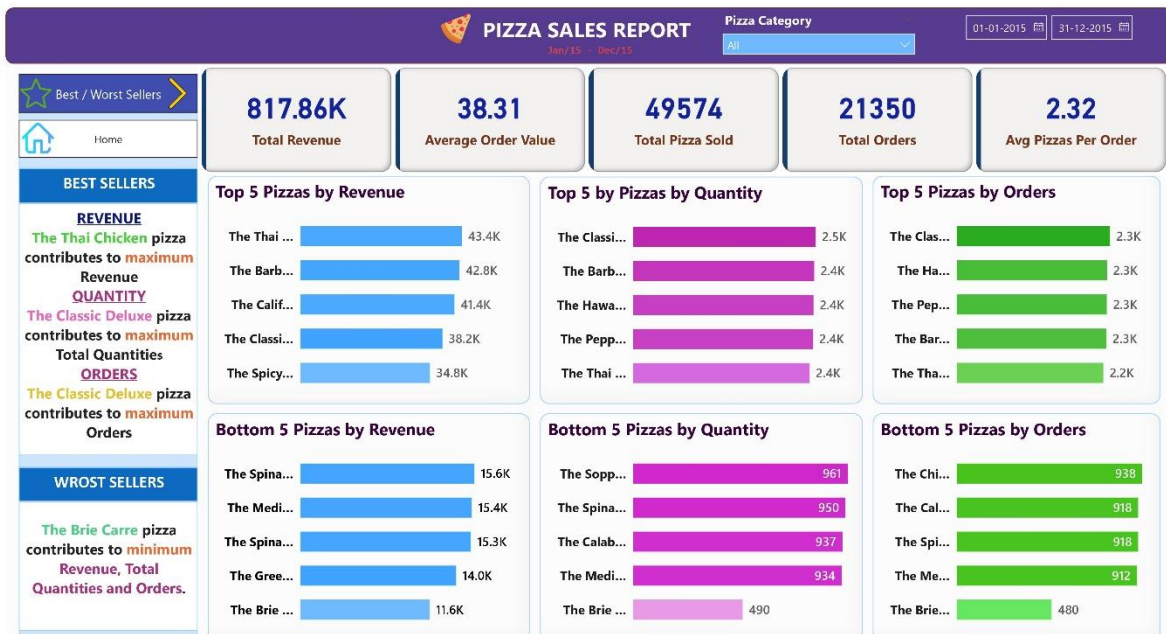 PIZZA SALES REPORT
Jan/15 - Dec/15
Pizza Category
All
01-01-2015
31-12-2015
Best / Worst Sellers
Home
817.86K
Total Revenue
38.31
Average Order Value
49574
Total Pizza Sold
21350
Total Orders
2.32
Avg Pizzas Per Order
BEST SELLERS
REVENUE
The Thai Chicken pizza
contributes to maximum
Revenue
QUANTITY
The Classic Deluxe pizza
contributes to maximum
Total Quantities
ORDERS
The Classic Deluxe pizza
contributes to maximum
Orders
WROST SELLERS
The Brie Carre pizza
contributes to minimum
Revenue, Total
Quantities and Orders.
Top 5 Pizzas by Revenue
The Thai ... 43.4K
The Barb... 42.8K
The Calif... 41.4K
The Classi... 38.2K
The Spicy... 34.8K
Top 5 by Pizzas by Quantity
The Classi... 2.5K
The Barb... 2.4K
The Hawa... 2.4K
The Pepp... 2.4K
The Thai ... 2.4K
Top 5 Pizzas by Orders
The Clas... 2.3K
The Ha... 2.3K
The Pep... 2.3K
The Bar... 2.3K
The Tha... 2.2K
Bottom 5 Pizzas by Revenue
The Spina... 15.6K
The Medi... 15.4K
The Spina... 15.3K
The Gree... 14.0K
The Brie ... 11.6K
Bottom 5 Pizzas by Quantity
The Sopp... 961
The Spina... 950
The Calab... 937
The Medi... 934
The Brie ... 490
Bottom 5 Pizzas by Orders
The Chi... 938
The Cal... 918
The Spi... 918
The Me... 912
The Brie... 480